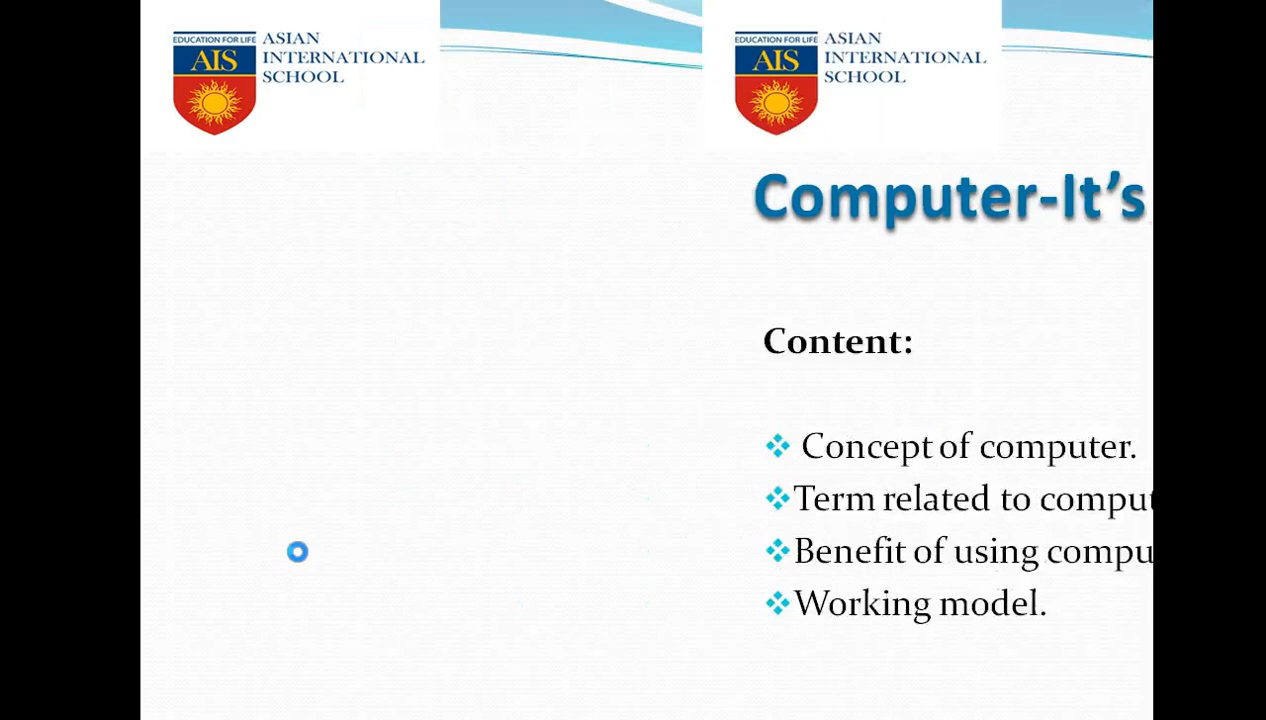 EDUCATION FOR LIFE
AIS
ASIAN
INTERNATIONAL
SCHOOL
EDUCATION FOR LIFE
AIS
ASIAN
INTERNATIONAL
SCHOOL
Computer-It’s
Content:
Concept of computer.
Term related to comput
Benefit of using compu
Working model.